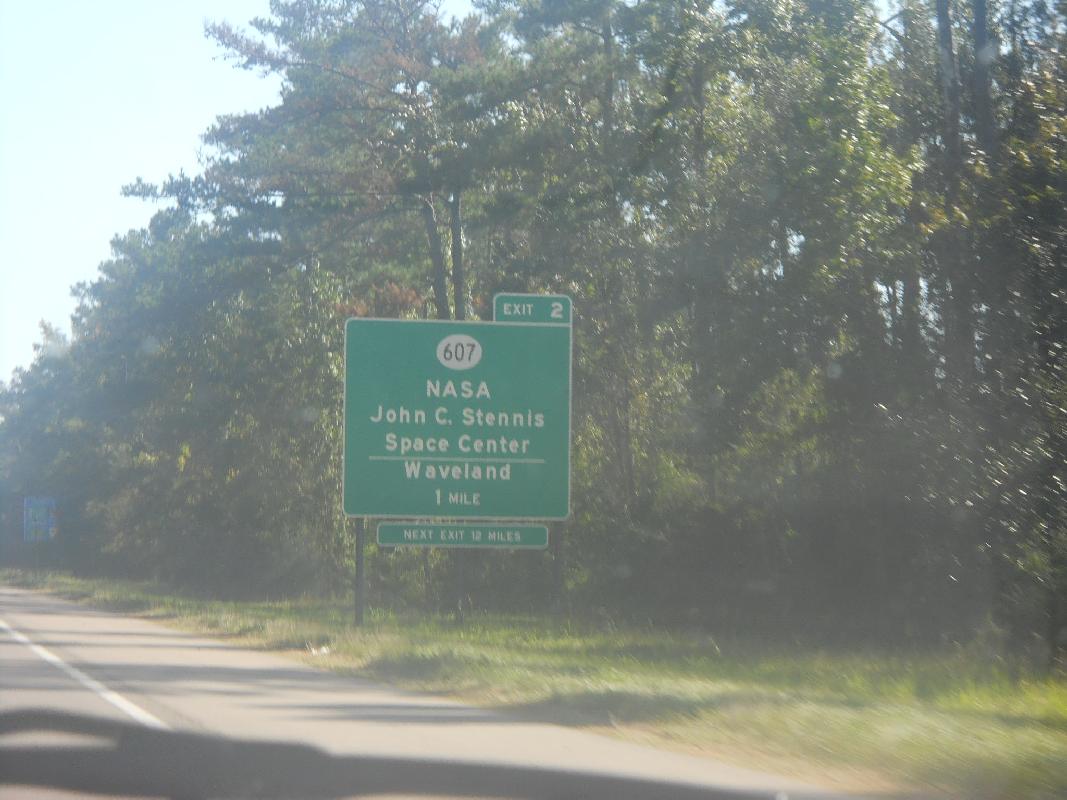 EXIT 2
607
NASA
John C. Stennis
Space Center
Waveland
1 MILE
NEXT EXIT 12 MILES